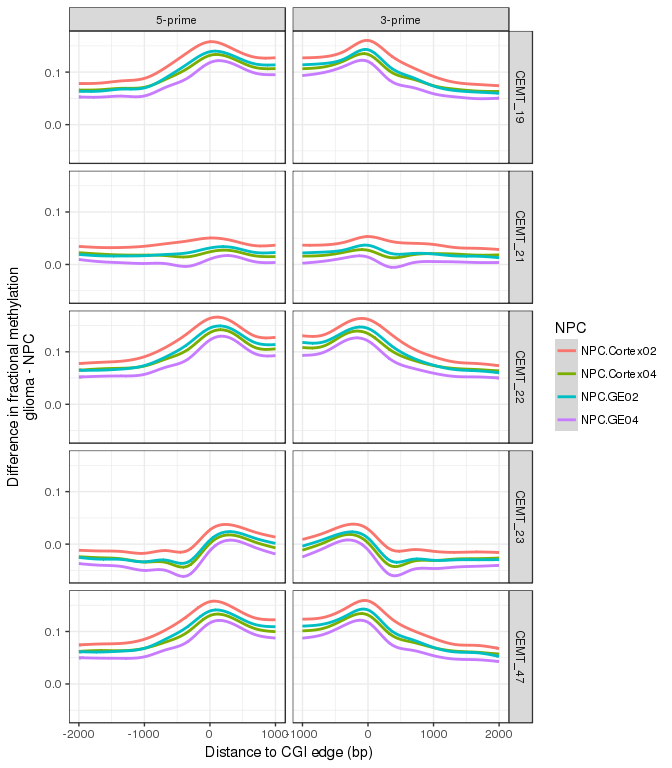 5-prime
3-prime
0.1
0.0
CEMT_19
0.1
0.0
CEMT_21
0.1
0.0
CEMT_22
0.1
0.0
CEMT_23
0.1
0.0
CEMT_47
-2000 -1000 0 1000
-1000 0 1000 2000
Distance to CGI edge (bp)
Difference in fractional methylation
glioma - NPC
NPC
NPC.Cortex02
NPC.Cortex04
NPC.GE02
NPC.GE04